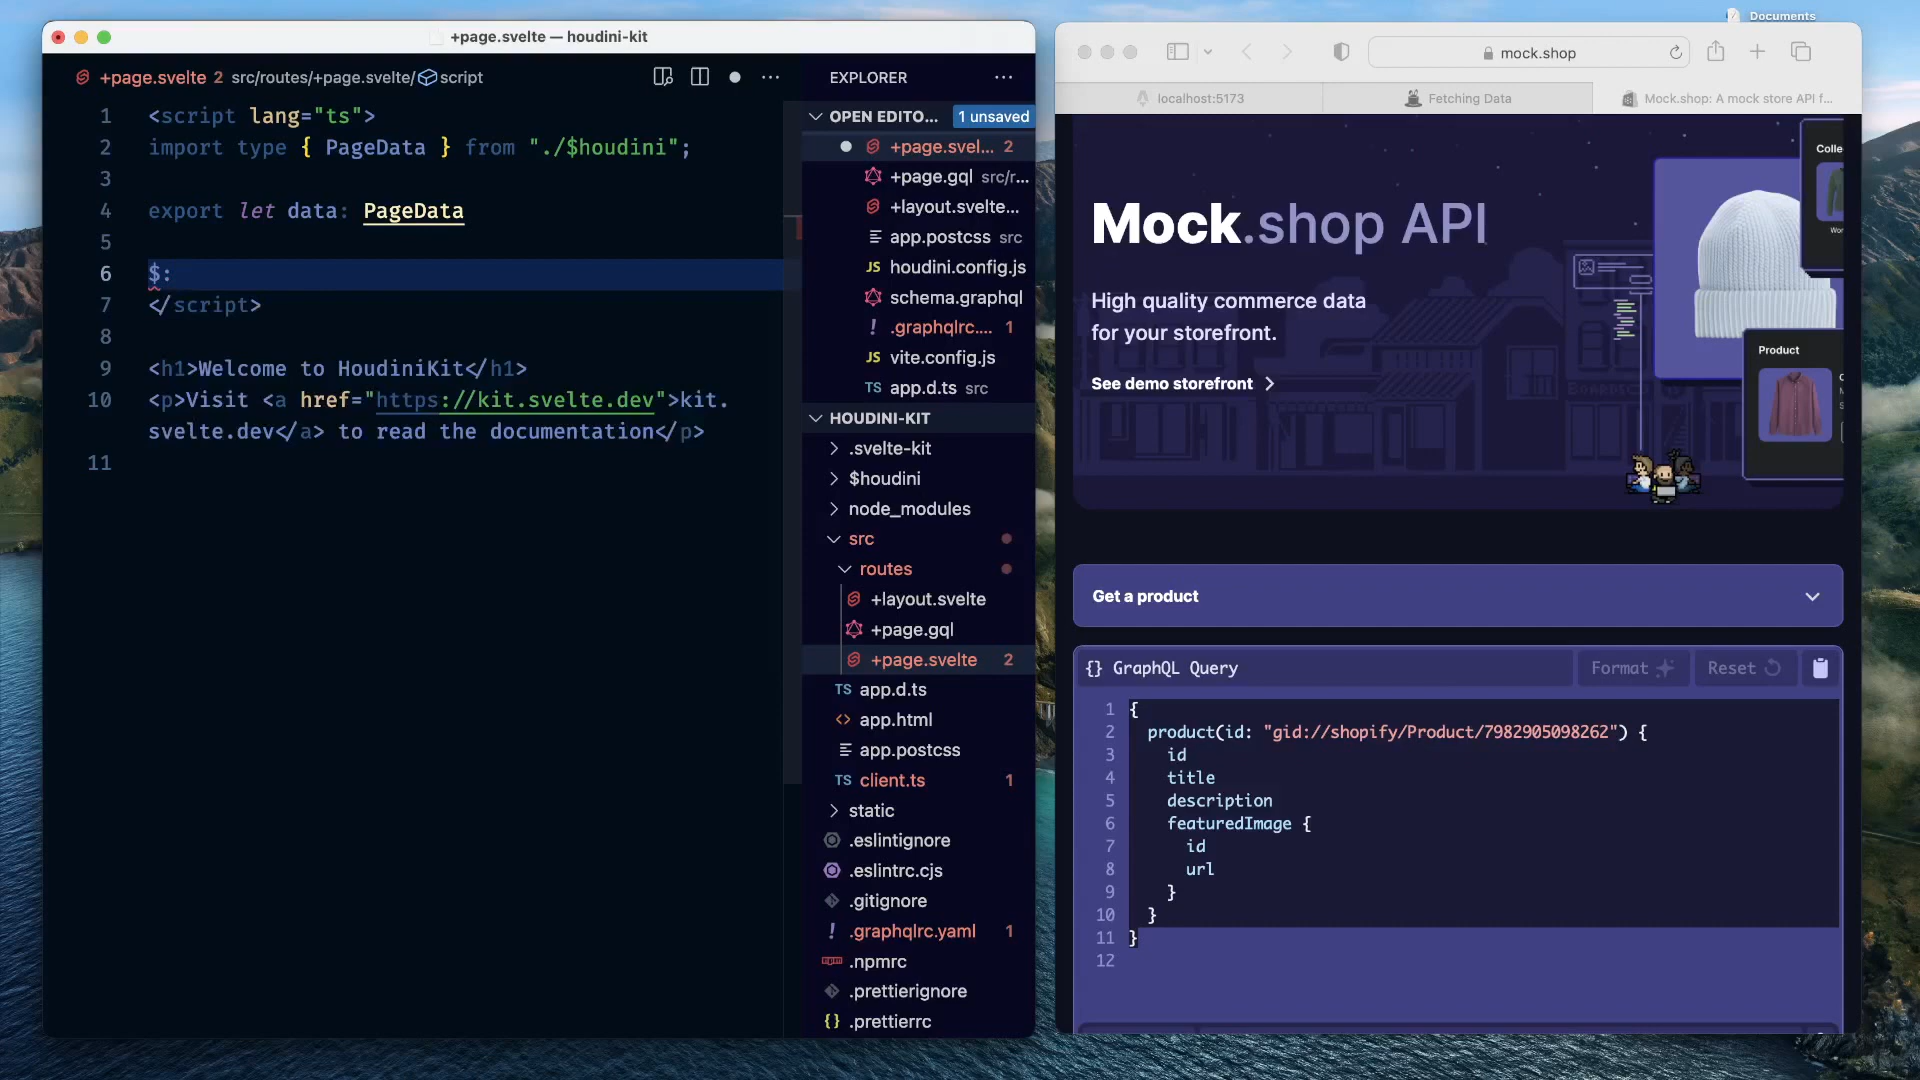 Documents
+page.svelte — houdini-kit
+page.svelte 2 src/routes/+page.svelte/ script
1 <script lang="ts">
2 import type { PageData } from "./$houdini";
3
4 export let data: PageData
5
6 $:
7 </script>
8
9 <h1>Welcome to HoudiniKit</h1>
10 <p>Visit <a href="https://kit.svelte.dev">kit.
svelte.dev</a> to read the documentation</p>
11
EXPLORER
OPEN EDITO... 1 unsaved
+page.svel... 2
+page.gql src/r...
+layout.svelte...
app.postcss src
JS houdini.config.js
schema.graphql
! .graphqlrc.... 1
JS vite.config.js
TS app.d.ts src
HOUDINI-KIT
.svelte-kit
$houdini
node_modules
src
routes
+layout.svelte
+page.gql
+page.svelte 2
TS app.d.ts
<> app.html
app.postcss
TS client.ts 1
static
.eslintignore
.eslintrc.cjs
.gitignore
! .graphqlrc.yaml 1
.npmrc
.prettierignore
{} .prettierrc
mock.shop
localhost:5173
Fetching Data
Mock.shop: A mock store API f...
Mock.shop API
High quality commerce data
for your storefront.
See demo storefront
Colle
Product
Get a product
{} GraphQL Query
Format
Reset
1 {
2 product(id: "gid://shopify/Product/7982905098262") {
3 id
4 title
5 description
6 featuredImage {
7 id
8 url
9 }
10 }
11 }
12